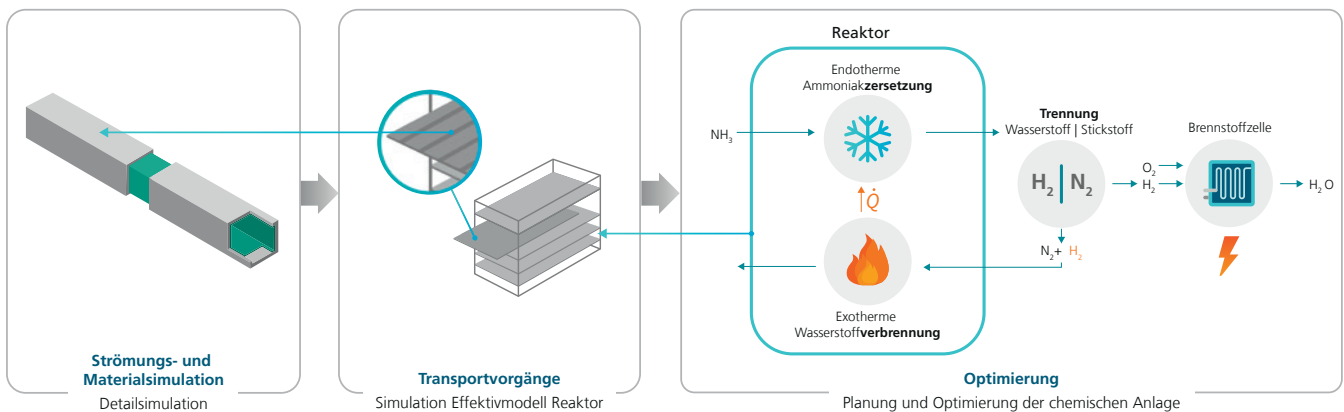 Strömungs- und
Materialsimulation
Detailsimulation
Transportvorgänge
Simulation Effektivmodell Reaktor
Reaktor
Endotherme
Ammoniakzersetzung
NH₃
Q̇
Exotherme
Wasserstoffverbrennung
Trennung
Wasserstoff | Stickstoff
H₂ | N₂
N₂+ H₂
Brennstoffzelle
O₂
H₂
H₂O
Optimierung
Planung und Optimierung der chemischen Anlage